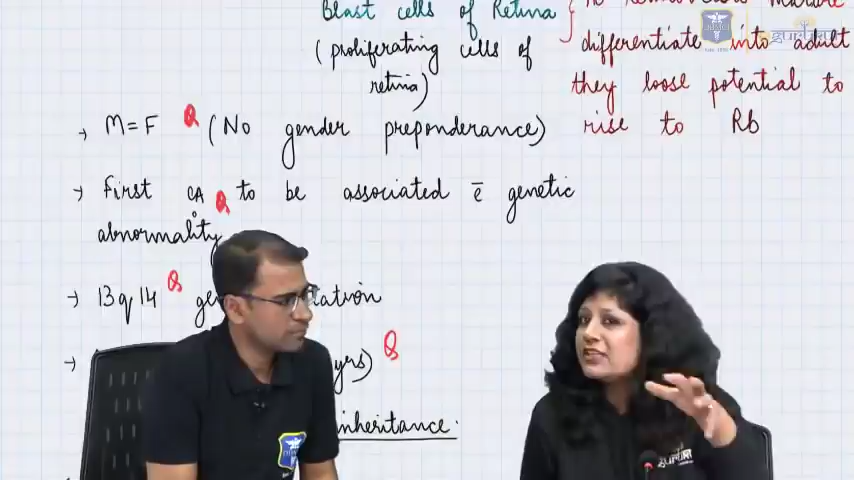 Blast cells of Retina
(proliferating cells of
retina)
differentiate into adult
they loose potential to
rise to Rb
→ M=F Q (No gender preponderance)
→ First CA Q to be associated c̄ genetic
abnormality
→ 13q14 Q
→ yrs) Q
inheritance.